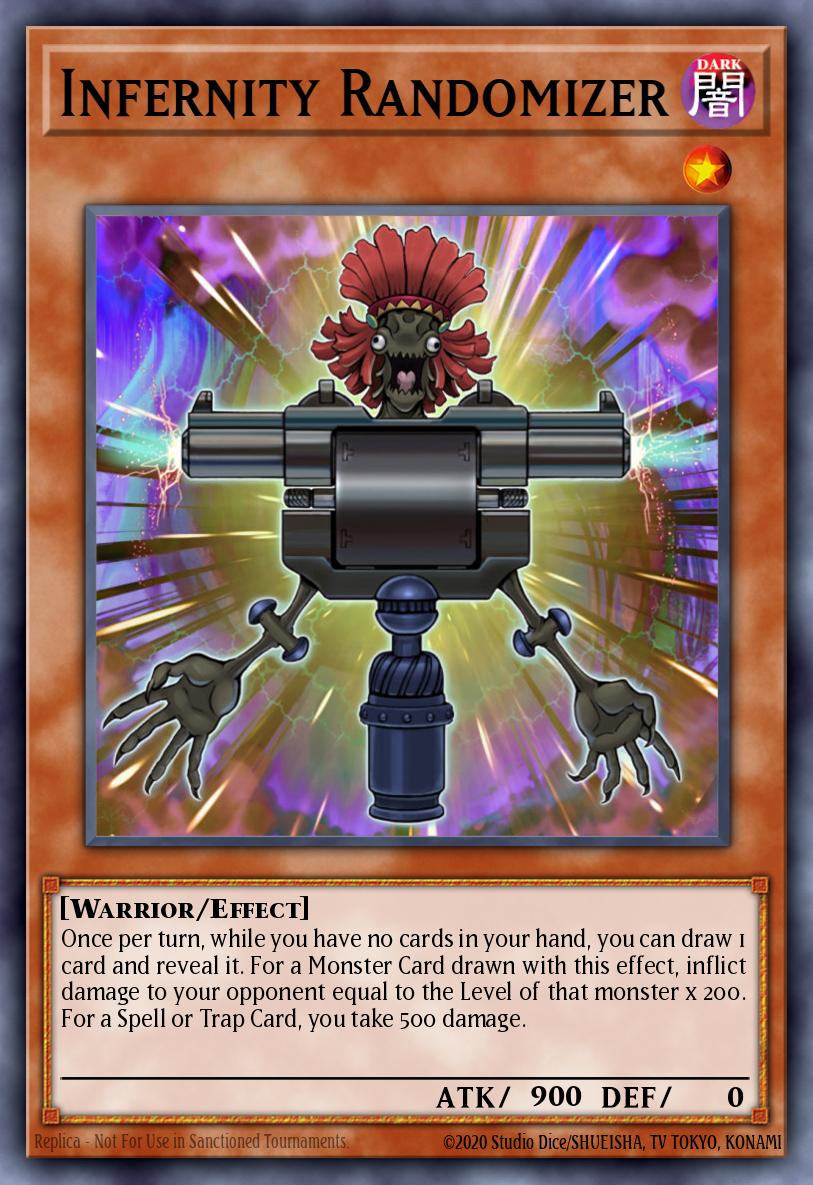 Infernity Randomizer
DARK
闇
[Warrior/Effect]
Once per turn, while you have no cards in your hand, you can draw 1
card and reveal it. For a Monster Card drawn with this effect, inflict
damage to your opponent equal to the Level of that monster x 200.
For a Spell or Trap Card, you take 500 damage.
ATK/ 900 DEF/ 0
Replica - Not For Use in Sanctioned Tournaments.
©2020 Studio Dice/SHUEISHA, TV TOKYO, KONAMI